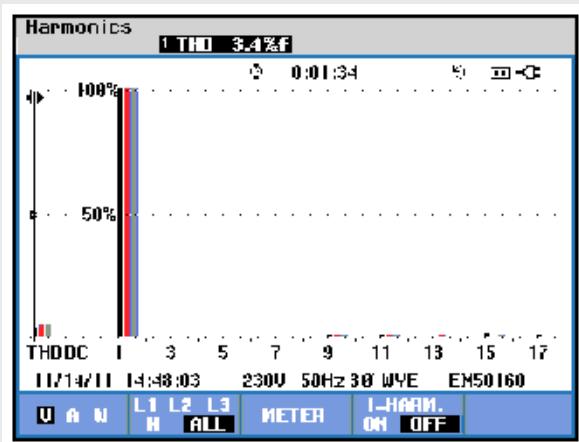 Harmonics
1 THD 3.4%f
0:01:34
100%
50%
THDDC 1 3 5 7 9 11 13 15 17
11/14/11 14:48:03 230V 50Hz 3Ø WYE EN50160
V A W L1 L2 L3 N ALL METER I-HARM. ON OFF